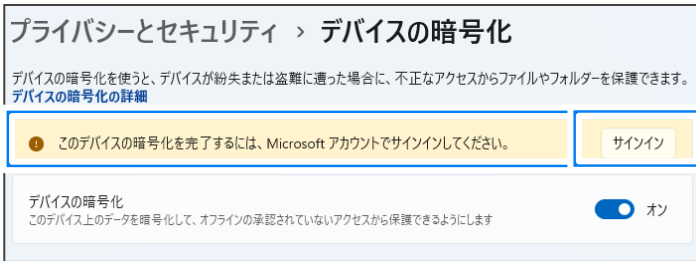 プライバシーとセキュリティ › デバイスの暗号化
デバイスの暗号化を使うと、デバイスが紛失または盗難に遭った場合に、不正なアクセスからファイルやフォルダーを保護できます。
デバイスの暗号化の詳細
このデバイスの暗号化を完了するには、Microsoft アカウントでサインインしてください。 サインイン
デバイスの暗号化
このデバイス上のデータを暗号化して、オフラインの承認されていないアクセスから保護できるようにします オン